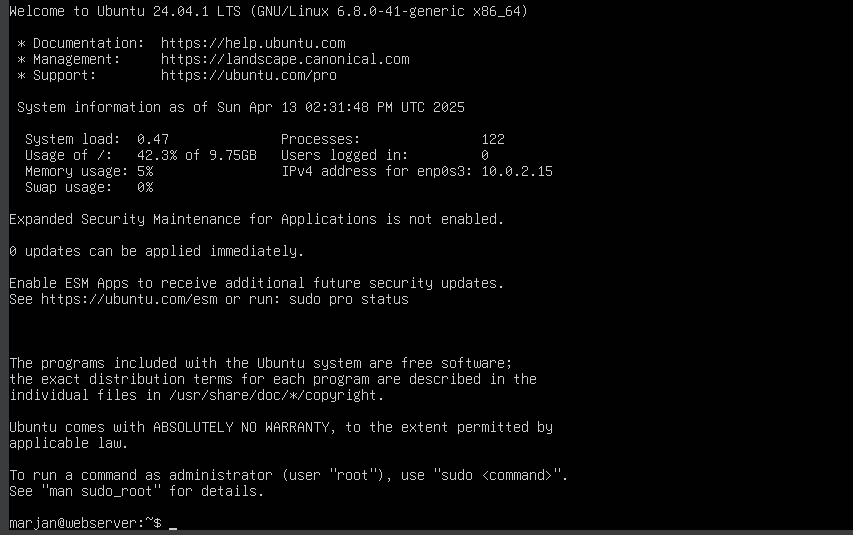 Welcome to Ubuntu 24.04.1 LTS (GNU/Linux 6.8.0-41-generic x86_64)
* Documentation:  https://help.ubuntu.com
* Management:     https://landscape.canonical.com
* Support:        https://ubuntu.com/pro
System information as of Sun Apr 13 02:31:48 PM UTC 2025
System load:  0.47              Processes:               122
Usage of /:   42.3% of 9.75GB   Users logged in:         0
Memory usage: 5%                IPv4 address for enp0s3: 10.0.2.15
Swap usage:   0%
Expanded Security Maintenance for Applications is not enabled.
0 updates can be applied immediately.
Enable ESM Apps to receive additional future security updates.
See https://ubuntu.com/esm or run: sudo pro status
The programs included with the Ubuntu system are free software;
the exact distribution terms for each program are described in the
individual files in /usr/share/doc/*/copyright.
Ubuntu comes with ABSOLUTELY NO WARRANTY, to the extent permitted by
applicable law.
To run a command as administrator (user "root"), use "sudo <command>".
See "man sudo_root" for details.
marjan@webserver:~$ _